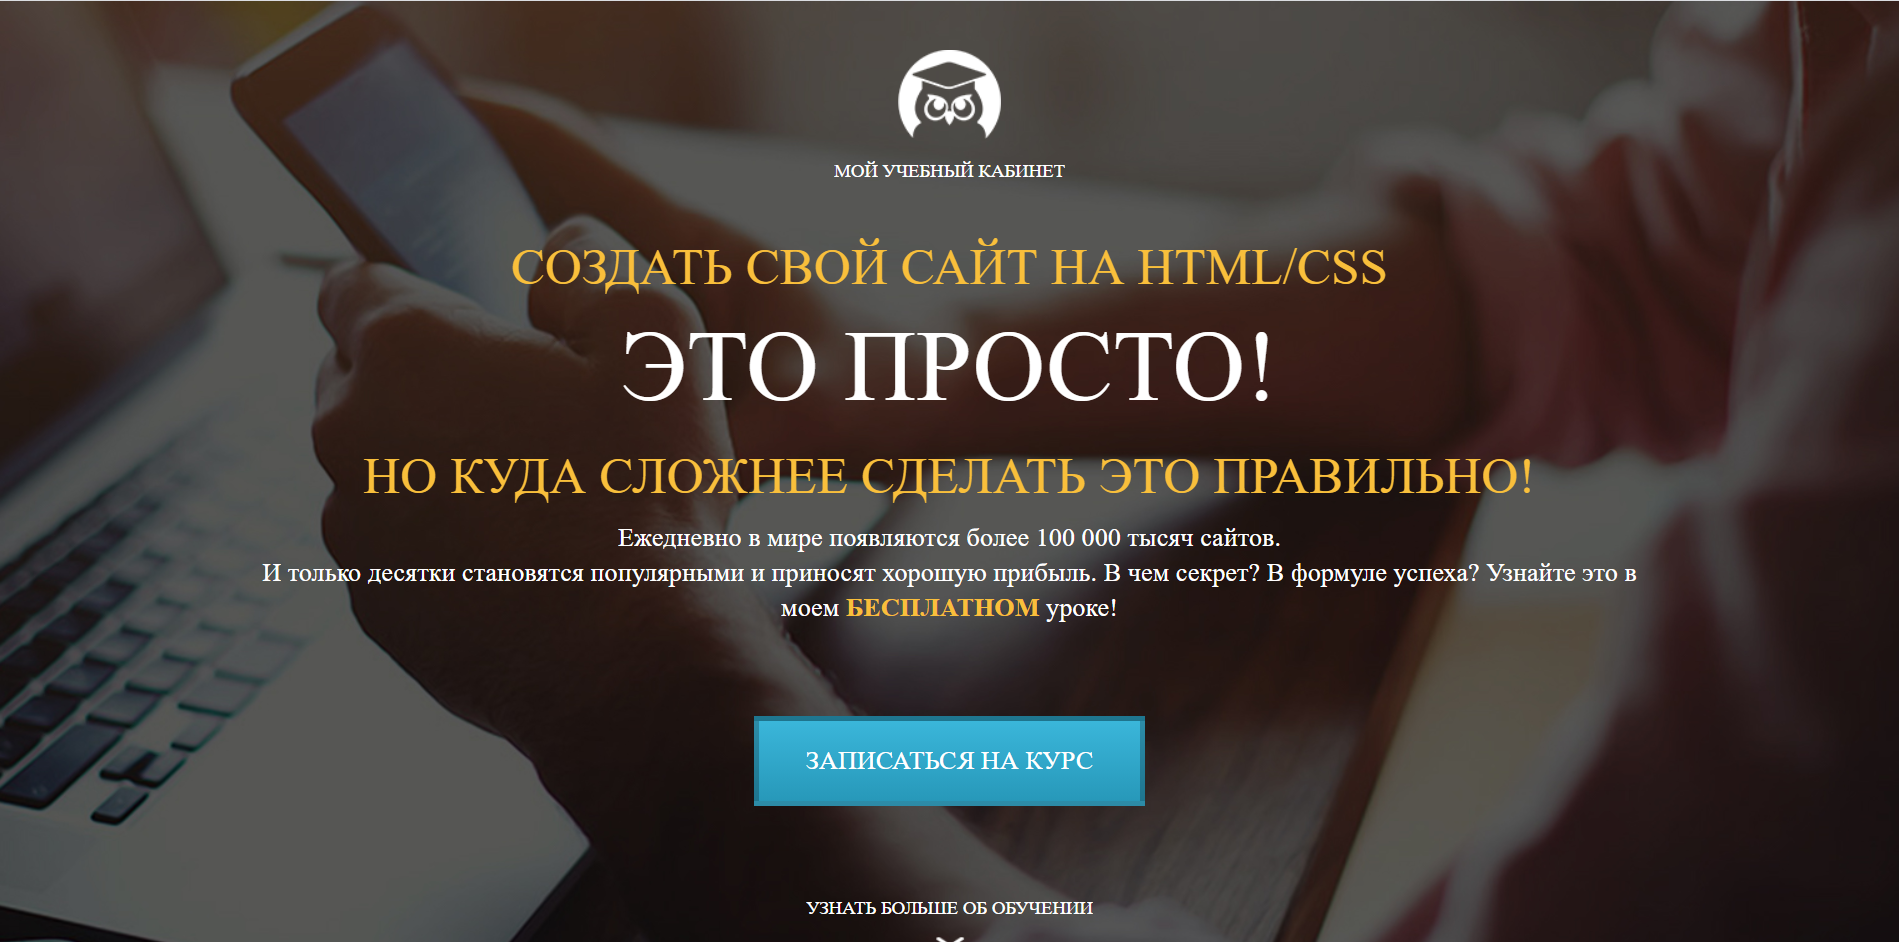 МОЙ УЧЕБНЫЙ КАБИНЕТ
СОЗДАТЬ СВОЙ САЙТ НА HTML/CSS
ЭТО ПРОСТО!
НО КУДА СЛОЖНЕЕ СДЕЛАТЬ ЭТО ПРАВИЛЬНО!
Ежедневно в мире появляются более 100 000 тысяч сайтов.
И только десятки становятся популярными и приносят хорошую прибыль. В чем секрет? В формуле успеха? Узнайте это в
моем БЕСПЛАТНОМ уроке!
ЗАПИСАТЬСЯ НА КУРС
УЗНАТЬ БОЛЬШЕ ОБ ОБУЧЕНИИ